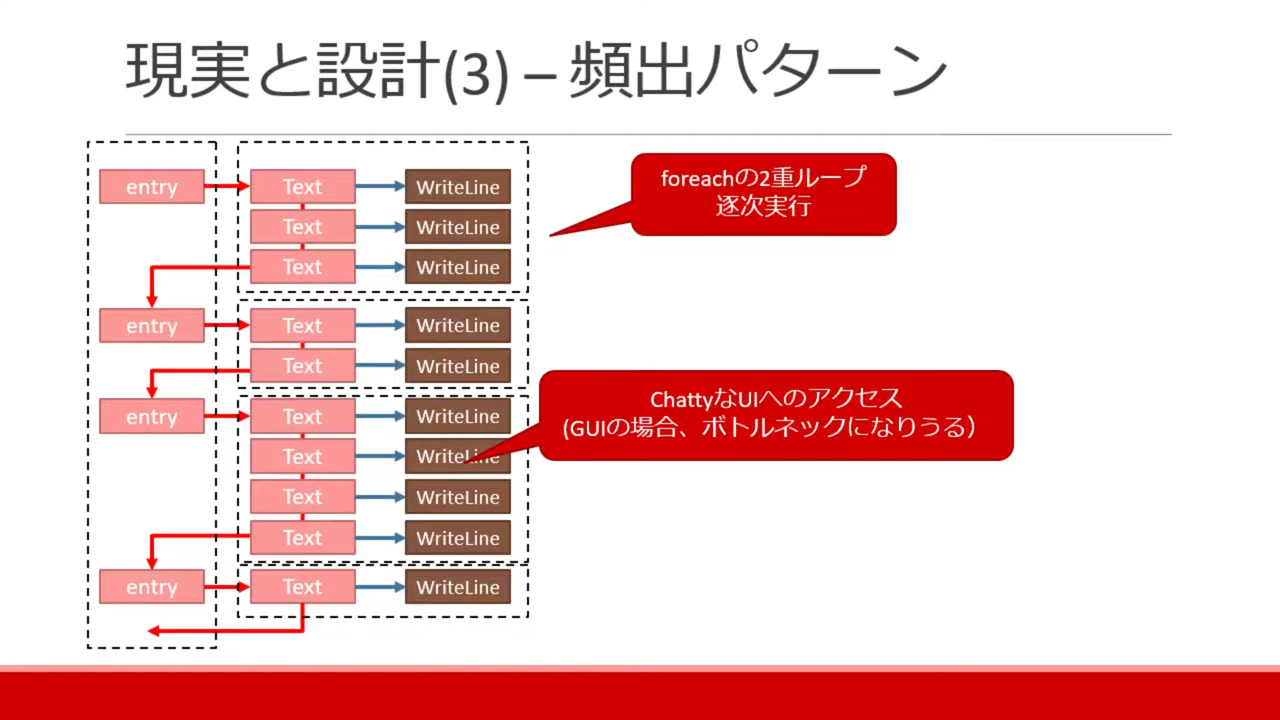 現実と設計(3) – 頻出パターン
entry Text WriteLine
Text WriteLine
Text WriteLine
foreachの2重ループ
逐次実行
entry Text WriteLine
Text WriteLine
entry Text WriteLine
Text WriteLine
Text WriteLine
Text WriteLine
ChattyなUIへのアクセス
(GUIの場合、ボトルネックになりうる）
entry Text WriteLine